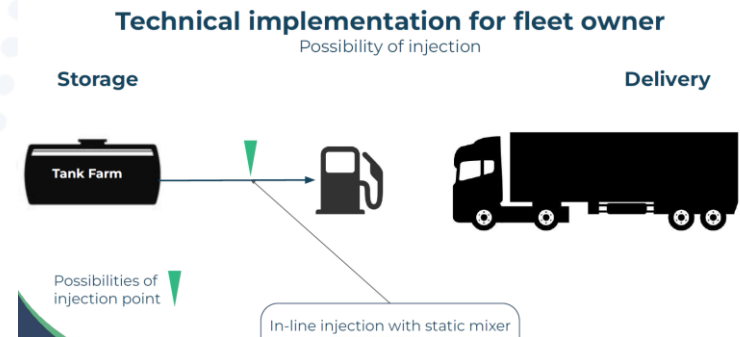 Technical implementation for fleet owner
Possibility of injection
Storage
Delivery
Tank Farm
Possibilities of
injection point
In-line injection with static mixer